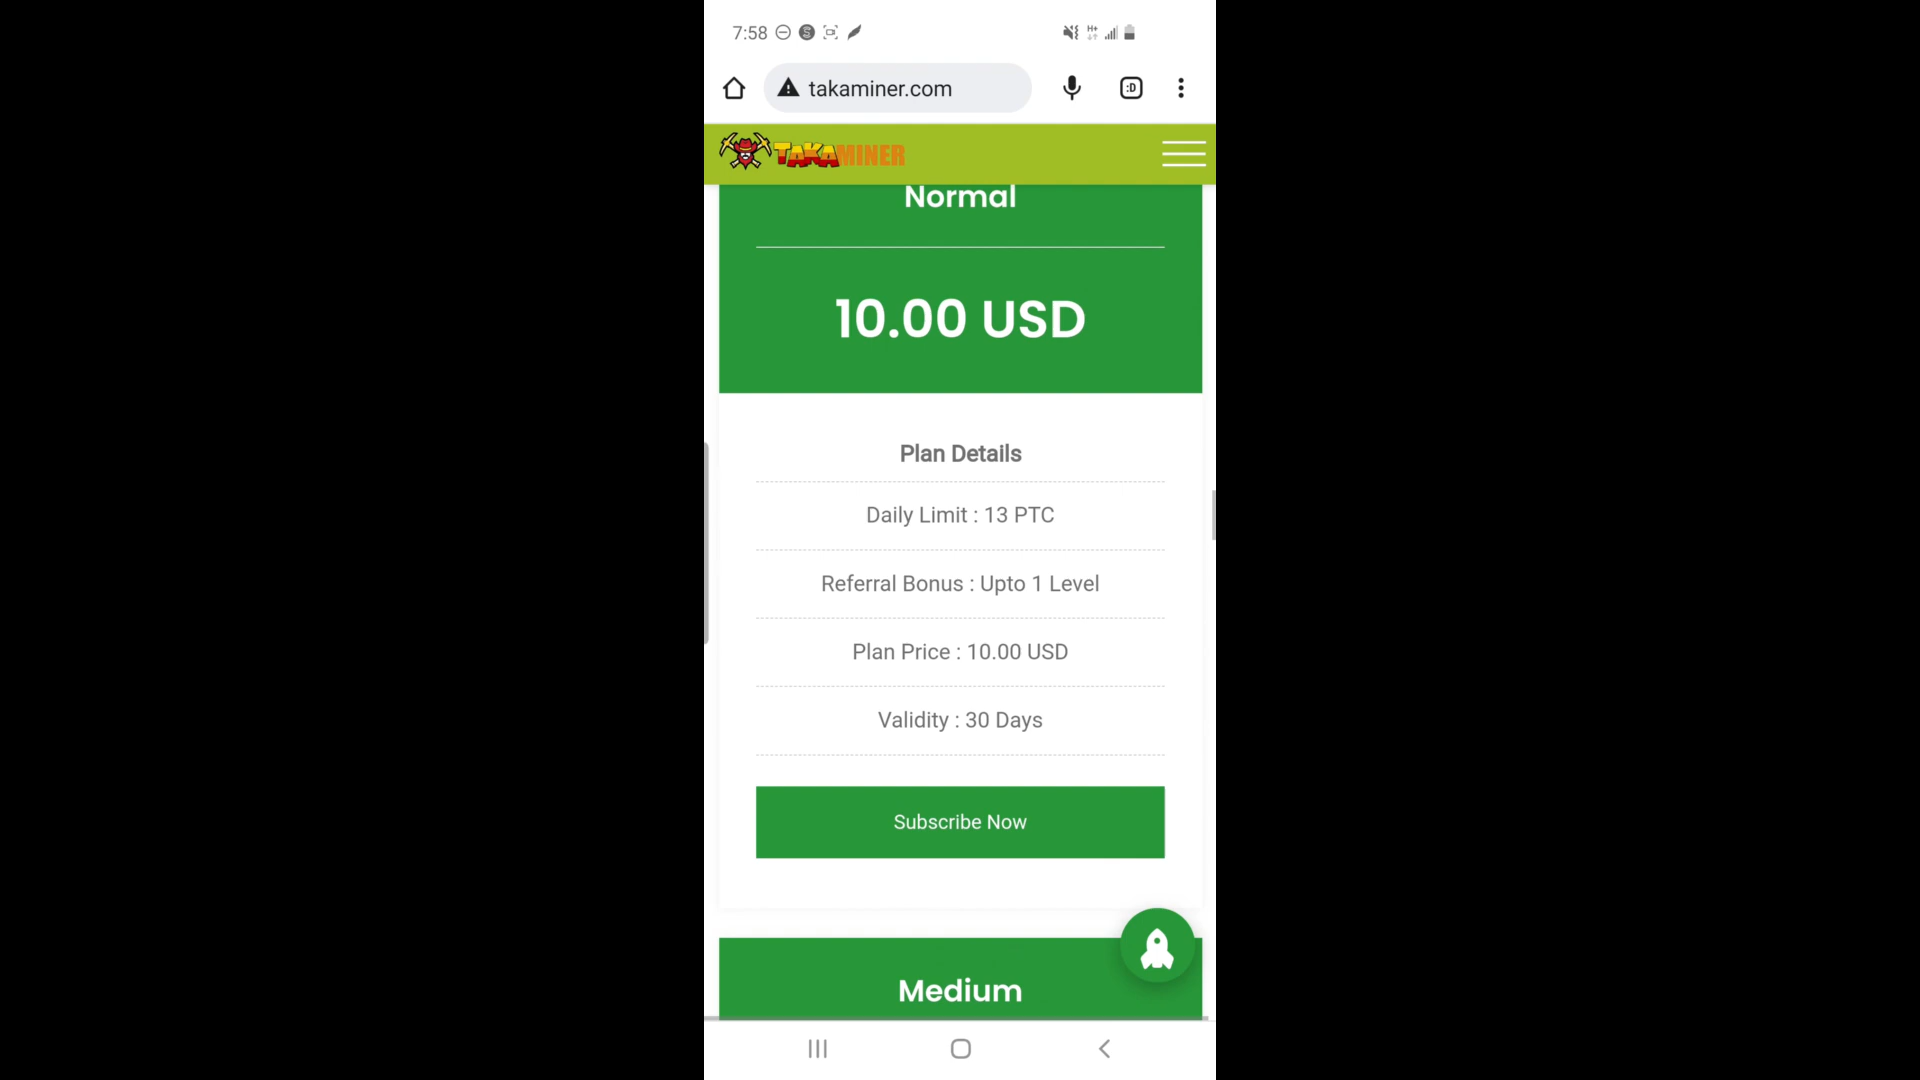 7:58
H+
takaminer.com
:D
TAKAMINER
Normal
10.00 USD
Plan Details
Daily Limit : 13 PTC
Referral Bonus : Upto 1 Level
Plan Price : 10.00 USD
Validity : 30 Days
Subscribe Now
Medium